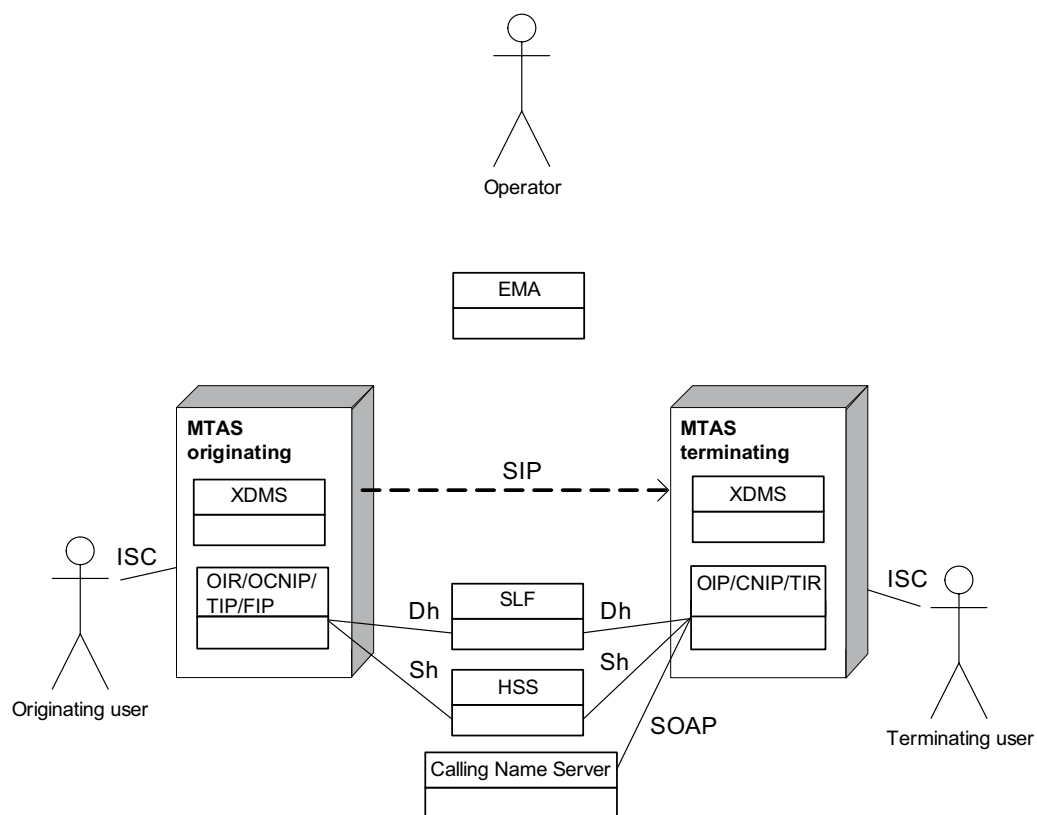 Operator
EMA
MTAS
originating
MTAS
terminating
SIP
XDMS
XDMS
ISC
OIR/OCNIP/
TIP/FIP
OIP/CNIP/TIR
ISC
Dh
SLF
Dh
Sh
HSS
Sh
Originating user
SOAP
Terminating user
Calling Name Server